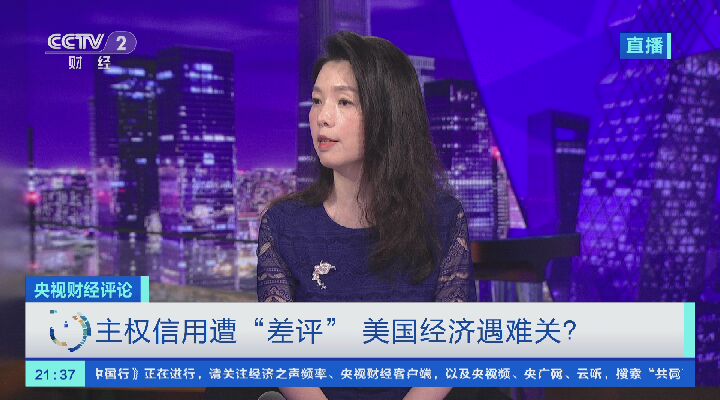 CCTV 2
财经
直播
央视财经评论
主权信用遭“差评” 美国经济遇难关?
21:37 中国行》正在进行，请关注经济之声频率、央视财经客户端，以及央视频、央广网、云听，搜索“共